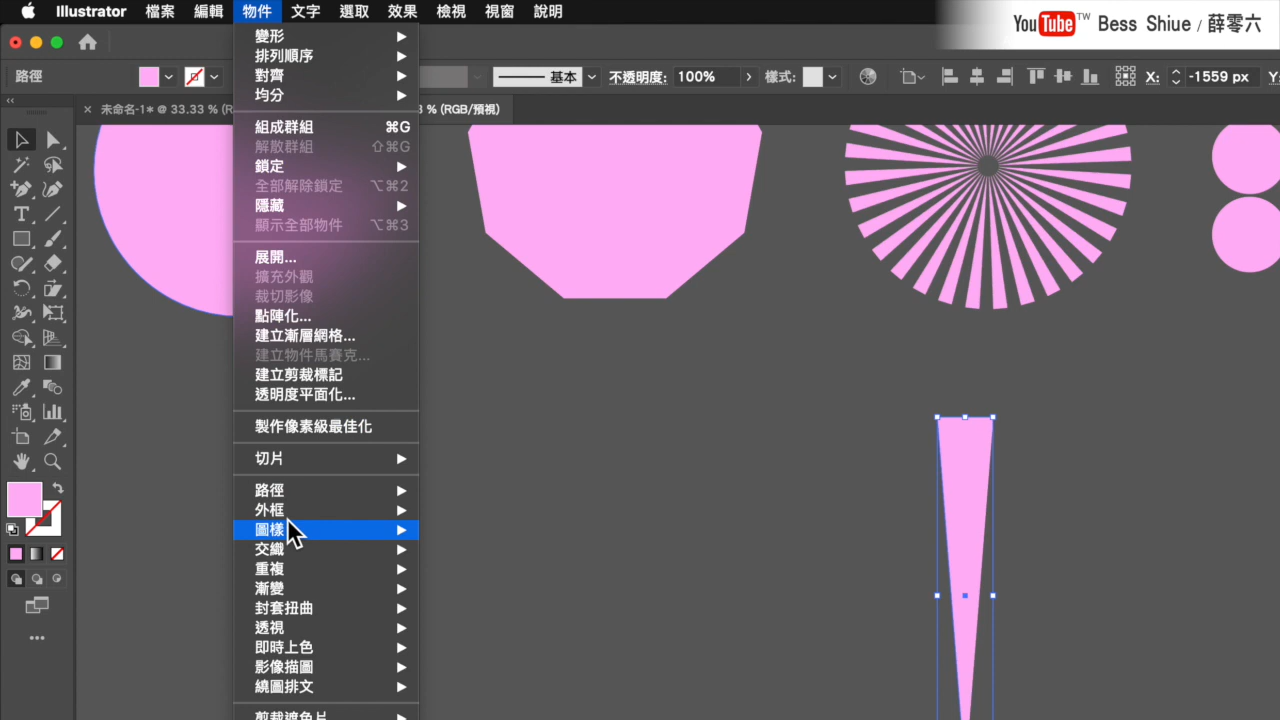 Illustrator 檔案 編輯 物件 文字 選取 效果 檢視 視窗 說明
YouTube TW Bess Shiue / 薛零六
路徑 基本 不透明度: 100% 樣式: X: -1559 px Y:
未命名-1* @ 33.33 % (R % (RGB/預視)
變形
排列順序
對齊
均分
組成群組 ⌘G
解散群組 ⇧⌘G
鎖定
全部解除鎖定 ⌥⌘2
隱藏
顯示全部物件 ⌥⌘3
展開...
擴充外觀
裁切影像
點陣化...
建立漸層網格...
建立物件馬賽克...
建立剪裁標記
透明度平面化...
製作像素級最佳化
切片
路徑
外框
圖樣
交織
重複
漸變
封套扭曲
透視
即時上色
影像描圖
繞圖排文
剪裁遮色片